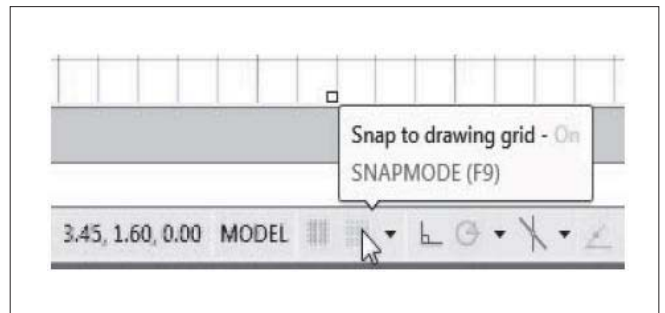 Snap to drawing grid - On
SNAPMODE (F9)
3.45, 1.60, 0.00 MODEL